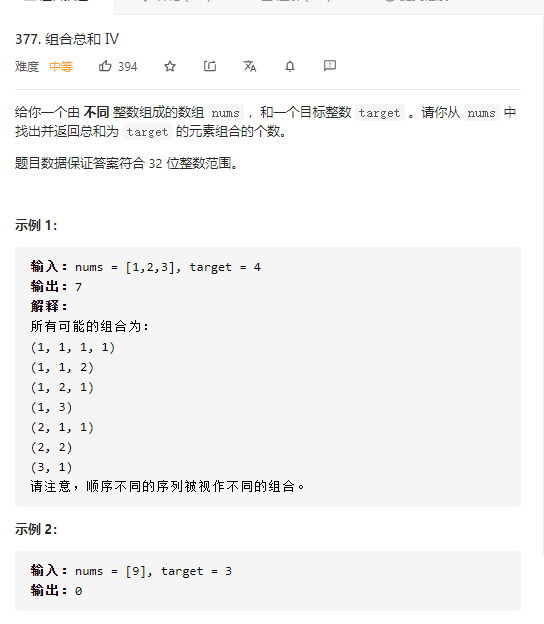 377. 组合总和 IV
难度 中等 394
给你一个由 不同 整数组成的数组 nums ，和一个目标整数 target 。请你从 nums 中
找出并返回总和为 target 的元素组合的个数。
题目数据保证答案符合 32 位整数范围。
示例 1：
输入：nums = [1,2,3], target = 4
输出：7
解释：
所有可能的组合为：
(1, 1, 1, 1)
(1, 1, 2)
(1, 2, 1)
(1, 3)
(2, 1, 1)
(2, 2)
(3, 1)
请注意，顺序不同的序列被视作不同的组合。
示例 2：
输入：nums = [9], target = 3
输出：0